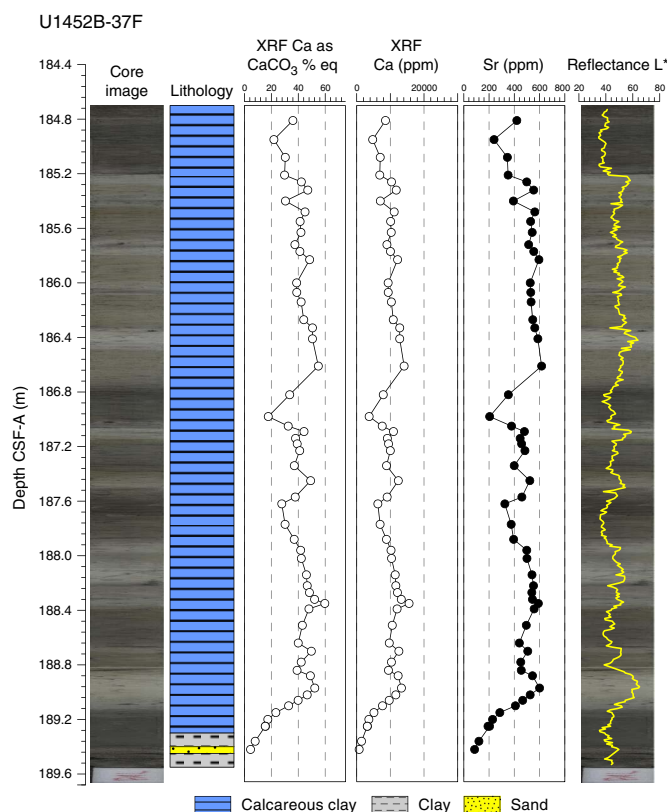 U1452B-37F
XRF Ca as
CaCO3 % eq
XRF
Ca (ppm)
Sr (ppm)
Reflectance L*
Core
image
Lithology
0 20 40 60
0 20000
0 200 400 600 800
20 40 60 80
184.4
184.8
185.2
185.6
186.0
186.4
186.8
187.2
187.6
188.0
188.4
188.8
189.2
189.6
Depth CSF-A (m)
Calcareous clay
Clay
Sand